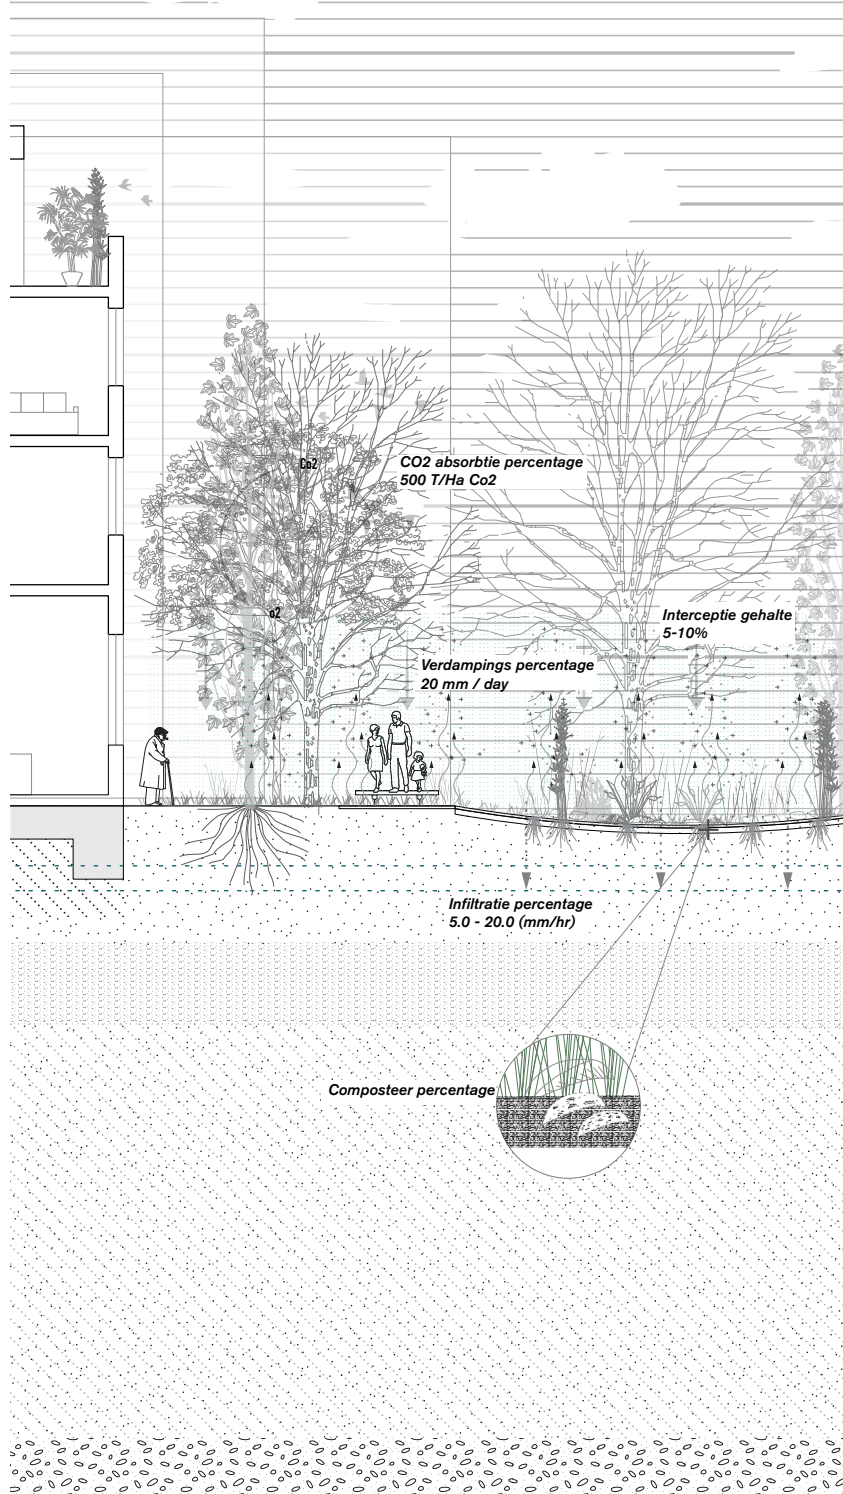 Co2
CO2 absorbtie percentage
500 T/Ha Co2
o2
Interceptie gehalte
5-10%
Verdampings percentage
20 mm / day
Infiltratie percentage
5.0 - 20.0 (mm/hr)
Composteer percentage